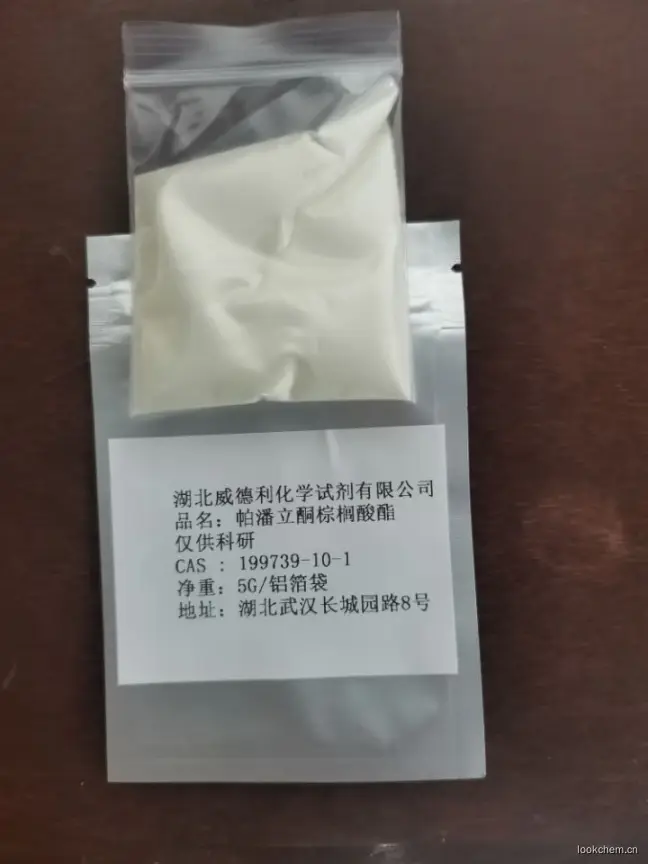 湖北威德利化学试剂有限公司
品名：帕潘立酮棕榈酸酯
仅供科研
CAS : 199739-10-1
净重：5G/铝箔袋
地址：湖北武汉长城园路8号
lookchem.cn